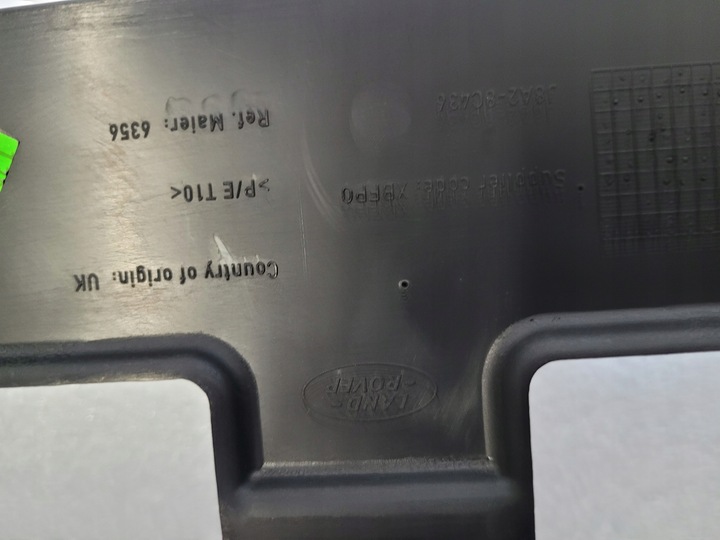 LAND
ROVER
Country of origin: UK
Supplier code:
>P/E T10<
Ref. Maier: 6356